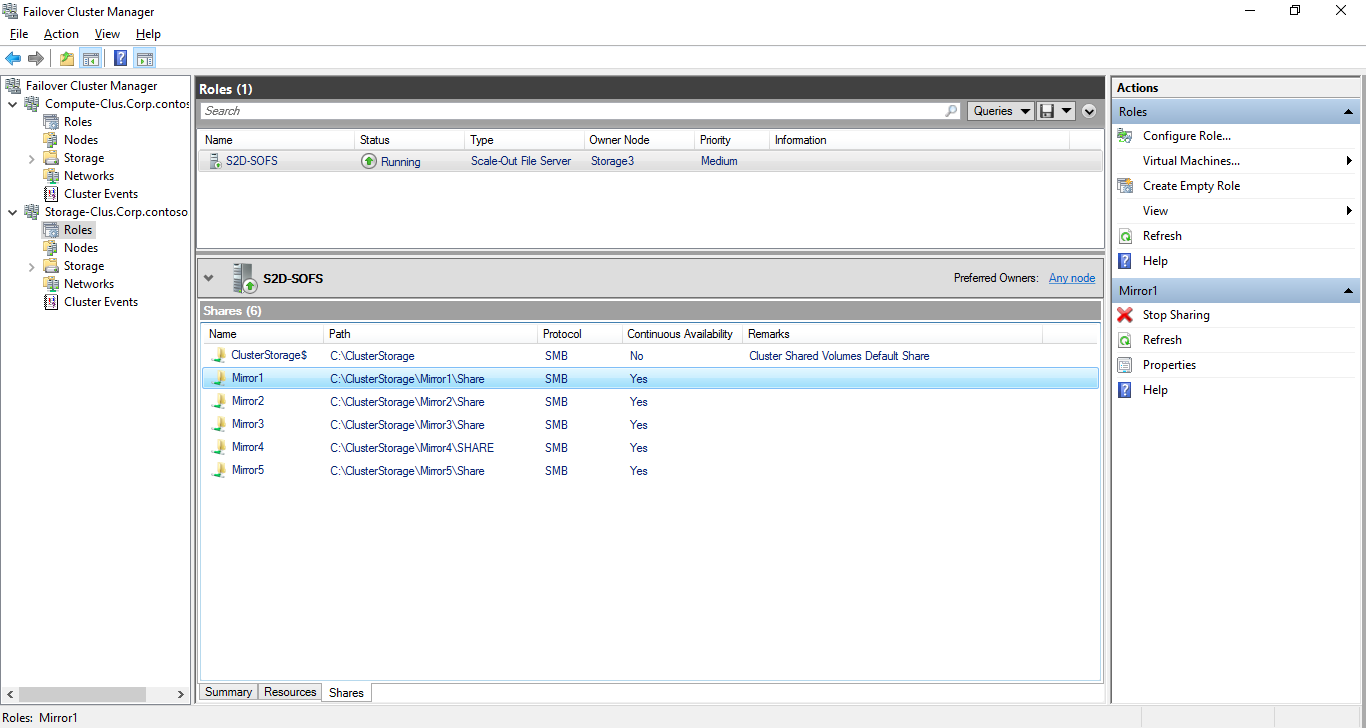 Failover Cluster Manager
File Action View Help
Failover Cluster Manager
Compute-Clus.Corp.contos
Roles
Nodes
Storage
Networks
Cluster Events
Storage-Clus.Corp.contoso
Roles
Nodes
Storage
Networks
Cluster Events
Roles (1)
Search
Queries
Name Status Type Owner Node Priority Information
S2D-SOFS Running Scale-Out File Server Storage3 Medium
S2D-SOFS
Preferred Owners: Any node
Shares (6)
Name Path Protocol Continuous Availability Remarks
ClusterStorage$ C:\ClusterStorage SMB No Cluster Shared Volumes Default Share
Mirror1 C:\ClusterStorage\Mirror1\Share SMB Yes
Mirror2 C:\ClusterStorage\Mirror2\Share SMB Yes
Mirror3 C:\ClusterStorage\Mirror3\Share SMB Yes
Mirror4 C:\ClusterStorage\Mirror4\SHARE SMB Yes
Mirror5 C:\ClusterStorage\Mirror5\Share SMB Yes
Summary Resources Shares
Actions
Roles
Configure Role...
Virtual Machines...
Create Empty Role
View
Refresh
Help
Mirror1
Stop Sharing
Refresh
Properties
Help
Roles: Mirror1